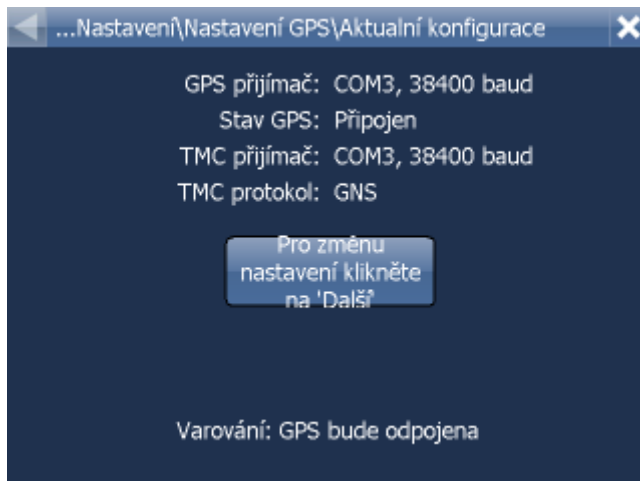 ...Nastavení\Nastavení GPS\Aktualní konfigurace
GPS přijímač: COM3, 38400 baud
Stav GPS: Připojen
TMC přijímač: COM3, 38400 baud
TMC protokol: GNS
Pro změnu
nastavení klikněte
na 'Další'
Varování: GPS bude odpojena